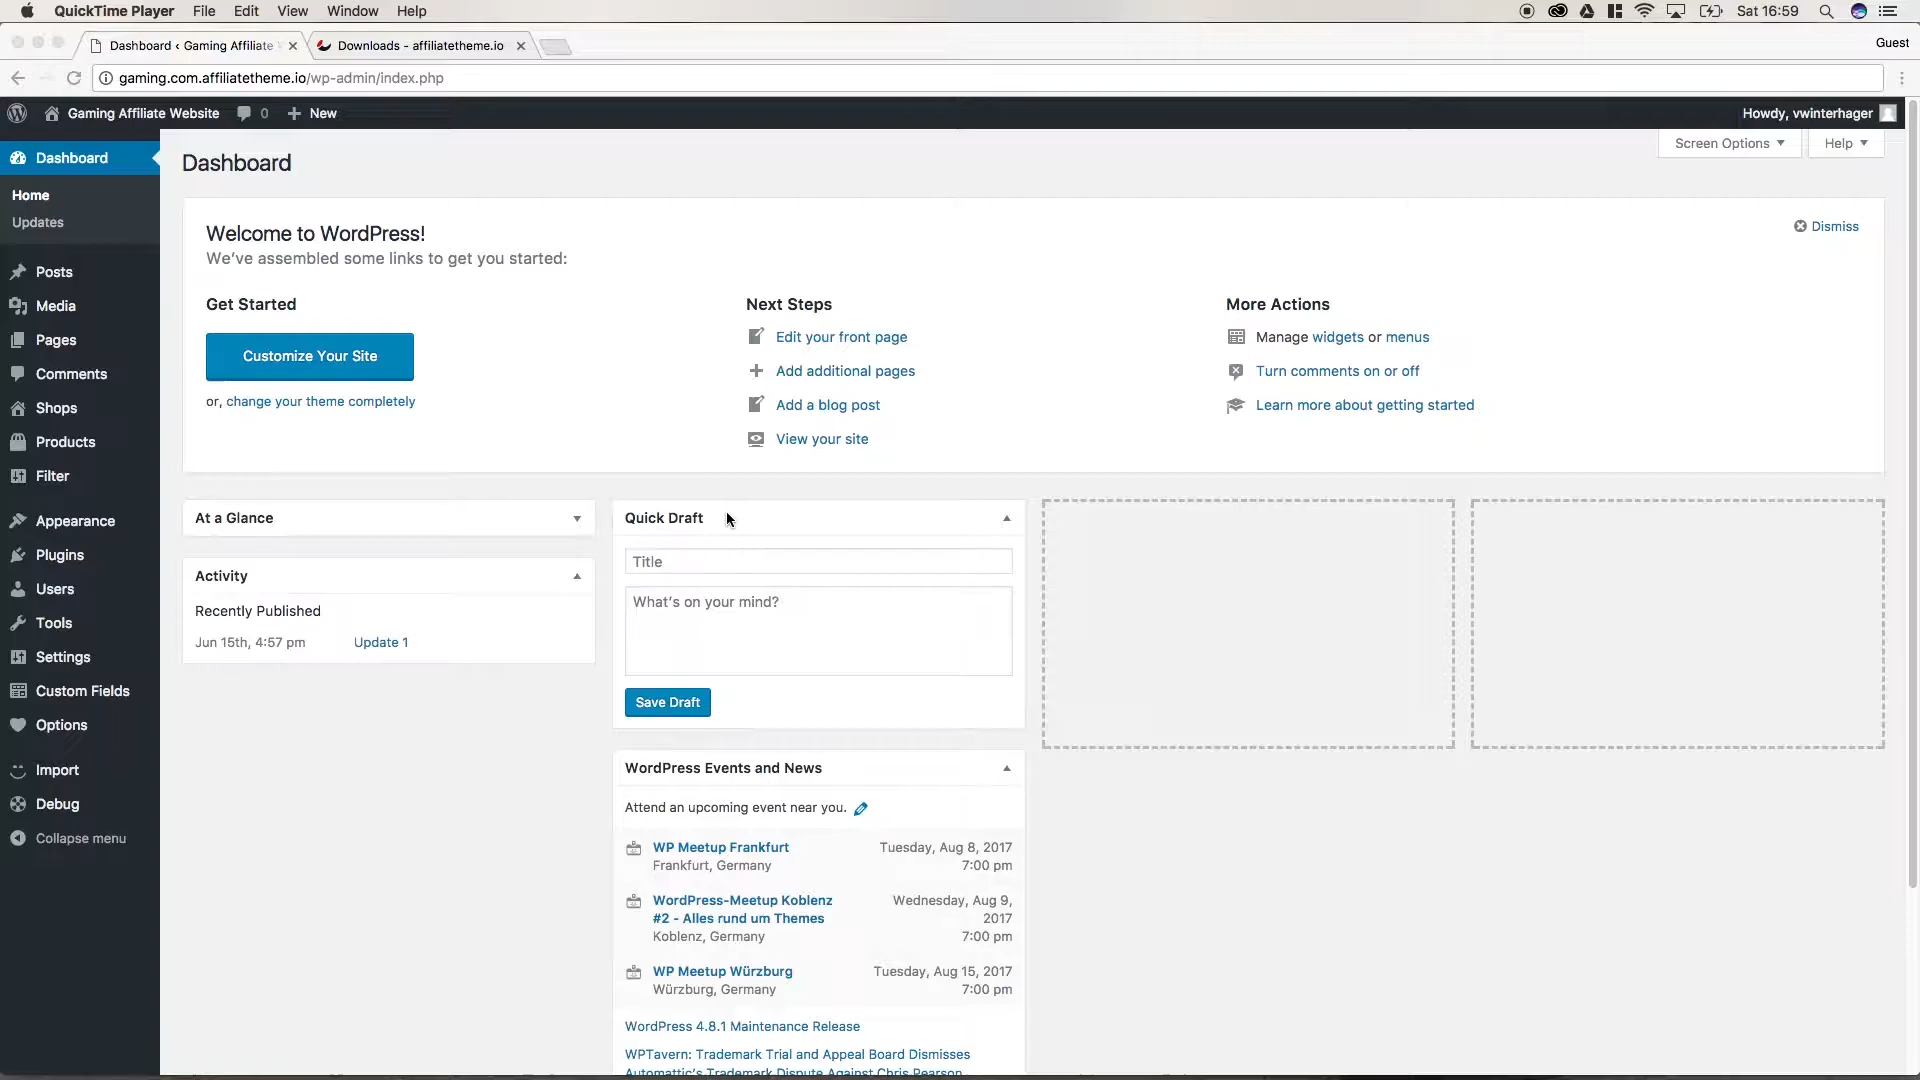 QuickTime Player File Edit View Window Help
Sat 16:59
Dashboard ‹ Gaming Affiliate
Downloads - affiliatetheme.io
Guest
gaming.com.affiliatetheme.io/wp-admin/index.php
Gaming Affiliate Website 0 + New
Howdy, vwinterhager
Dashboard
Home
Updates
Posts
Media
Pages
Comments
Shops
Products
Filter
Appearance
Plugins
Users
Tools
Settings
Custom Fields
Options
Import
Debug
Collapse menu
Dashboard
Screen Options
Help
Welcome to WordPress!
We've assembled some links to get you started:
Dismiss
Get Started
Customize Your Site
or, change your theme completely
Next Steps
Edit your front page
Add additional pages
Add a blog post
View your site
More Actions
Manage widgets or menus
Turn comments on or off
Learn more about getting started
At a Glance
Activity
Recently Published
Jun 15th, 4:57 pm Update 1
Quick Draft
Title
What's on your mind?
Save Draft
WordPress Events and News
Attend an upcoming event near you.
WP Meetup Frankfurt Tuesday, Aug 8, 2017
Frankfurt, Germany 7:00 pm
WordPress-Meetup Koblenz Wednesday, Aug 9,
#2 - Alles rund um Themes 2017
Koblenz, Germany 7:00 pm
WP Meetup Würzburg Tuesday, Aug 15, 2017
Würzburg, Germany 7:00 pm
WordPress 4.8.1 Maintenance Release
WPTavern: Trademark Trial and Appeal Board Dismisses
Automattic's Trademark Dispute Against Chris Pearson